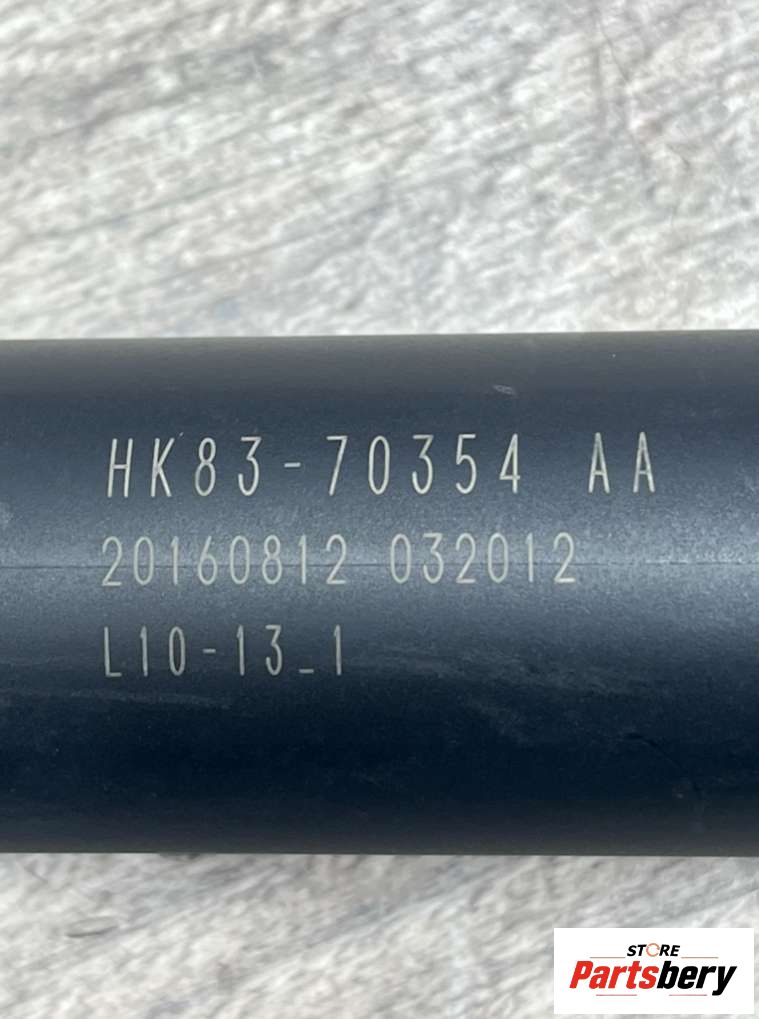 HK83-70354 AA
20160812 032012
L10-13_1
STORE
Partsbery